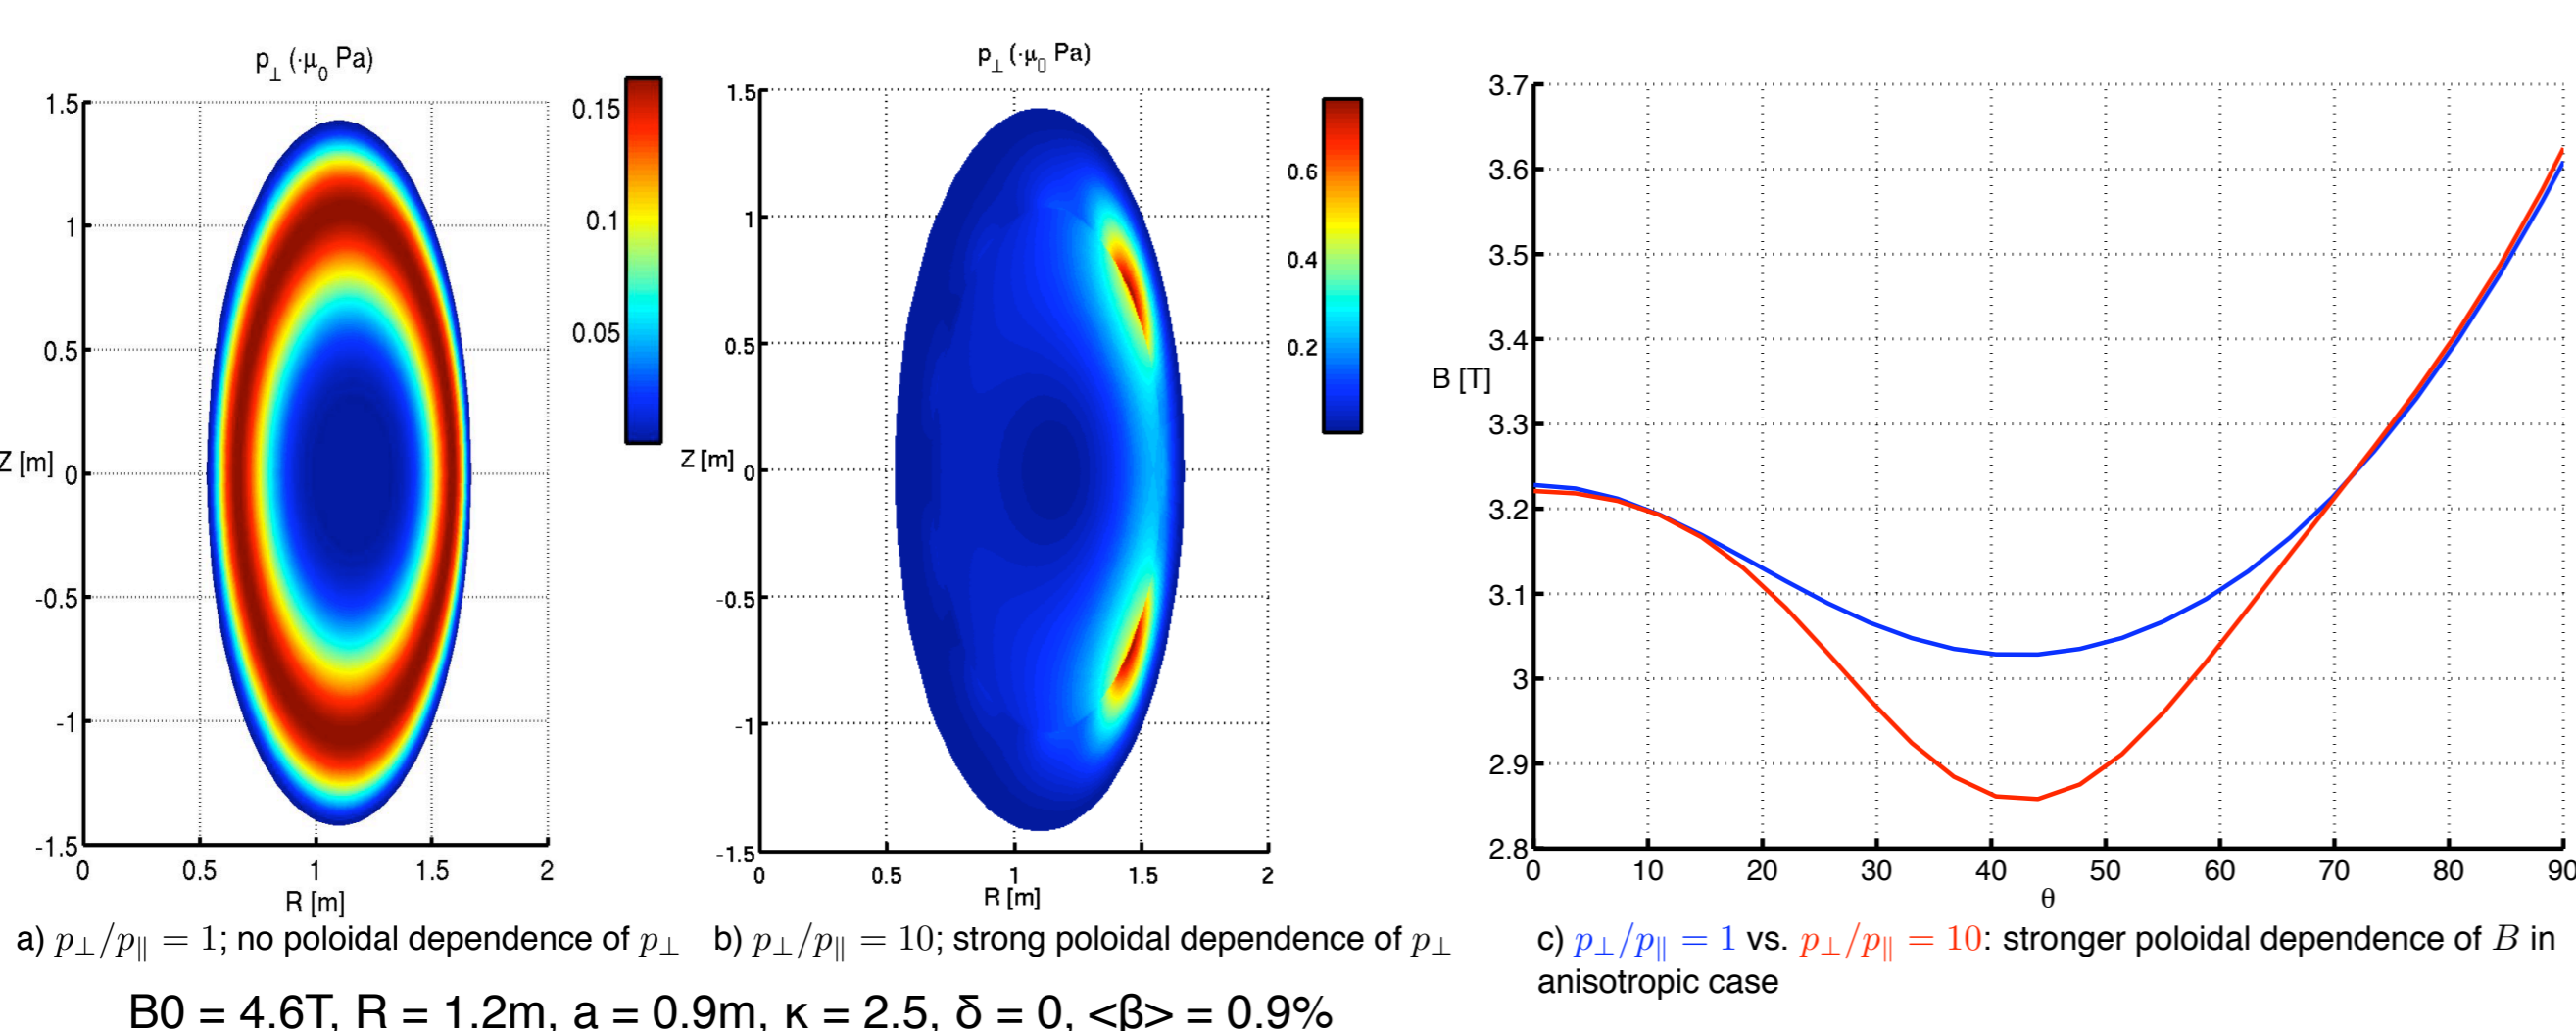 p⊥ (·μ0 Pa)
1.5
1
0.5
0
-0.5
-1
-1.5
Z [m]
0 0.5 1 1.5 2
R [m]
0.15
0.1
0.05
p⊥ (·μ0 Pa)
1.5
1
0.5
0
-0.5
-1
-1.5
Z [m]
0 0.5 1 1.5 2
R [m]
0.6
0.4
0.2
3.7
3.6
3.5
3.4
3.3
3.2
3.1
3
2.9
2.8
B [T]
0 10 20 30 40 50 60 70 80 90
θ
a) p⊥/p∥ = 1; no poloidal dependence of p⊥
b) p⊥/p∥ = 10; strong poloidal dependence of p⊥
c) p⊥/p∥ = 1 vs. p⊥/p∥ = 10: stronger poloidal dependence of B in
anisotropic case
B0 = 4.6T, R = 1.2m, a = 0.9m, κ = 2.5, δ = 0, <β> = 0.9%